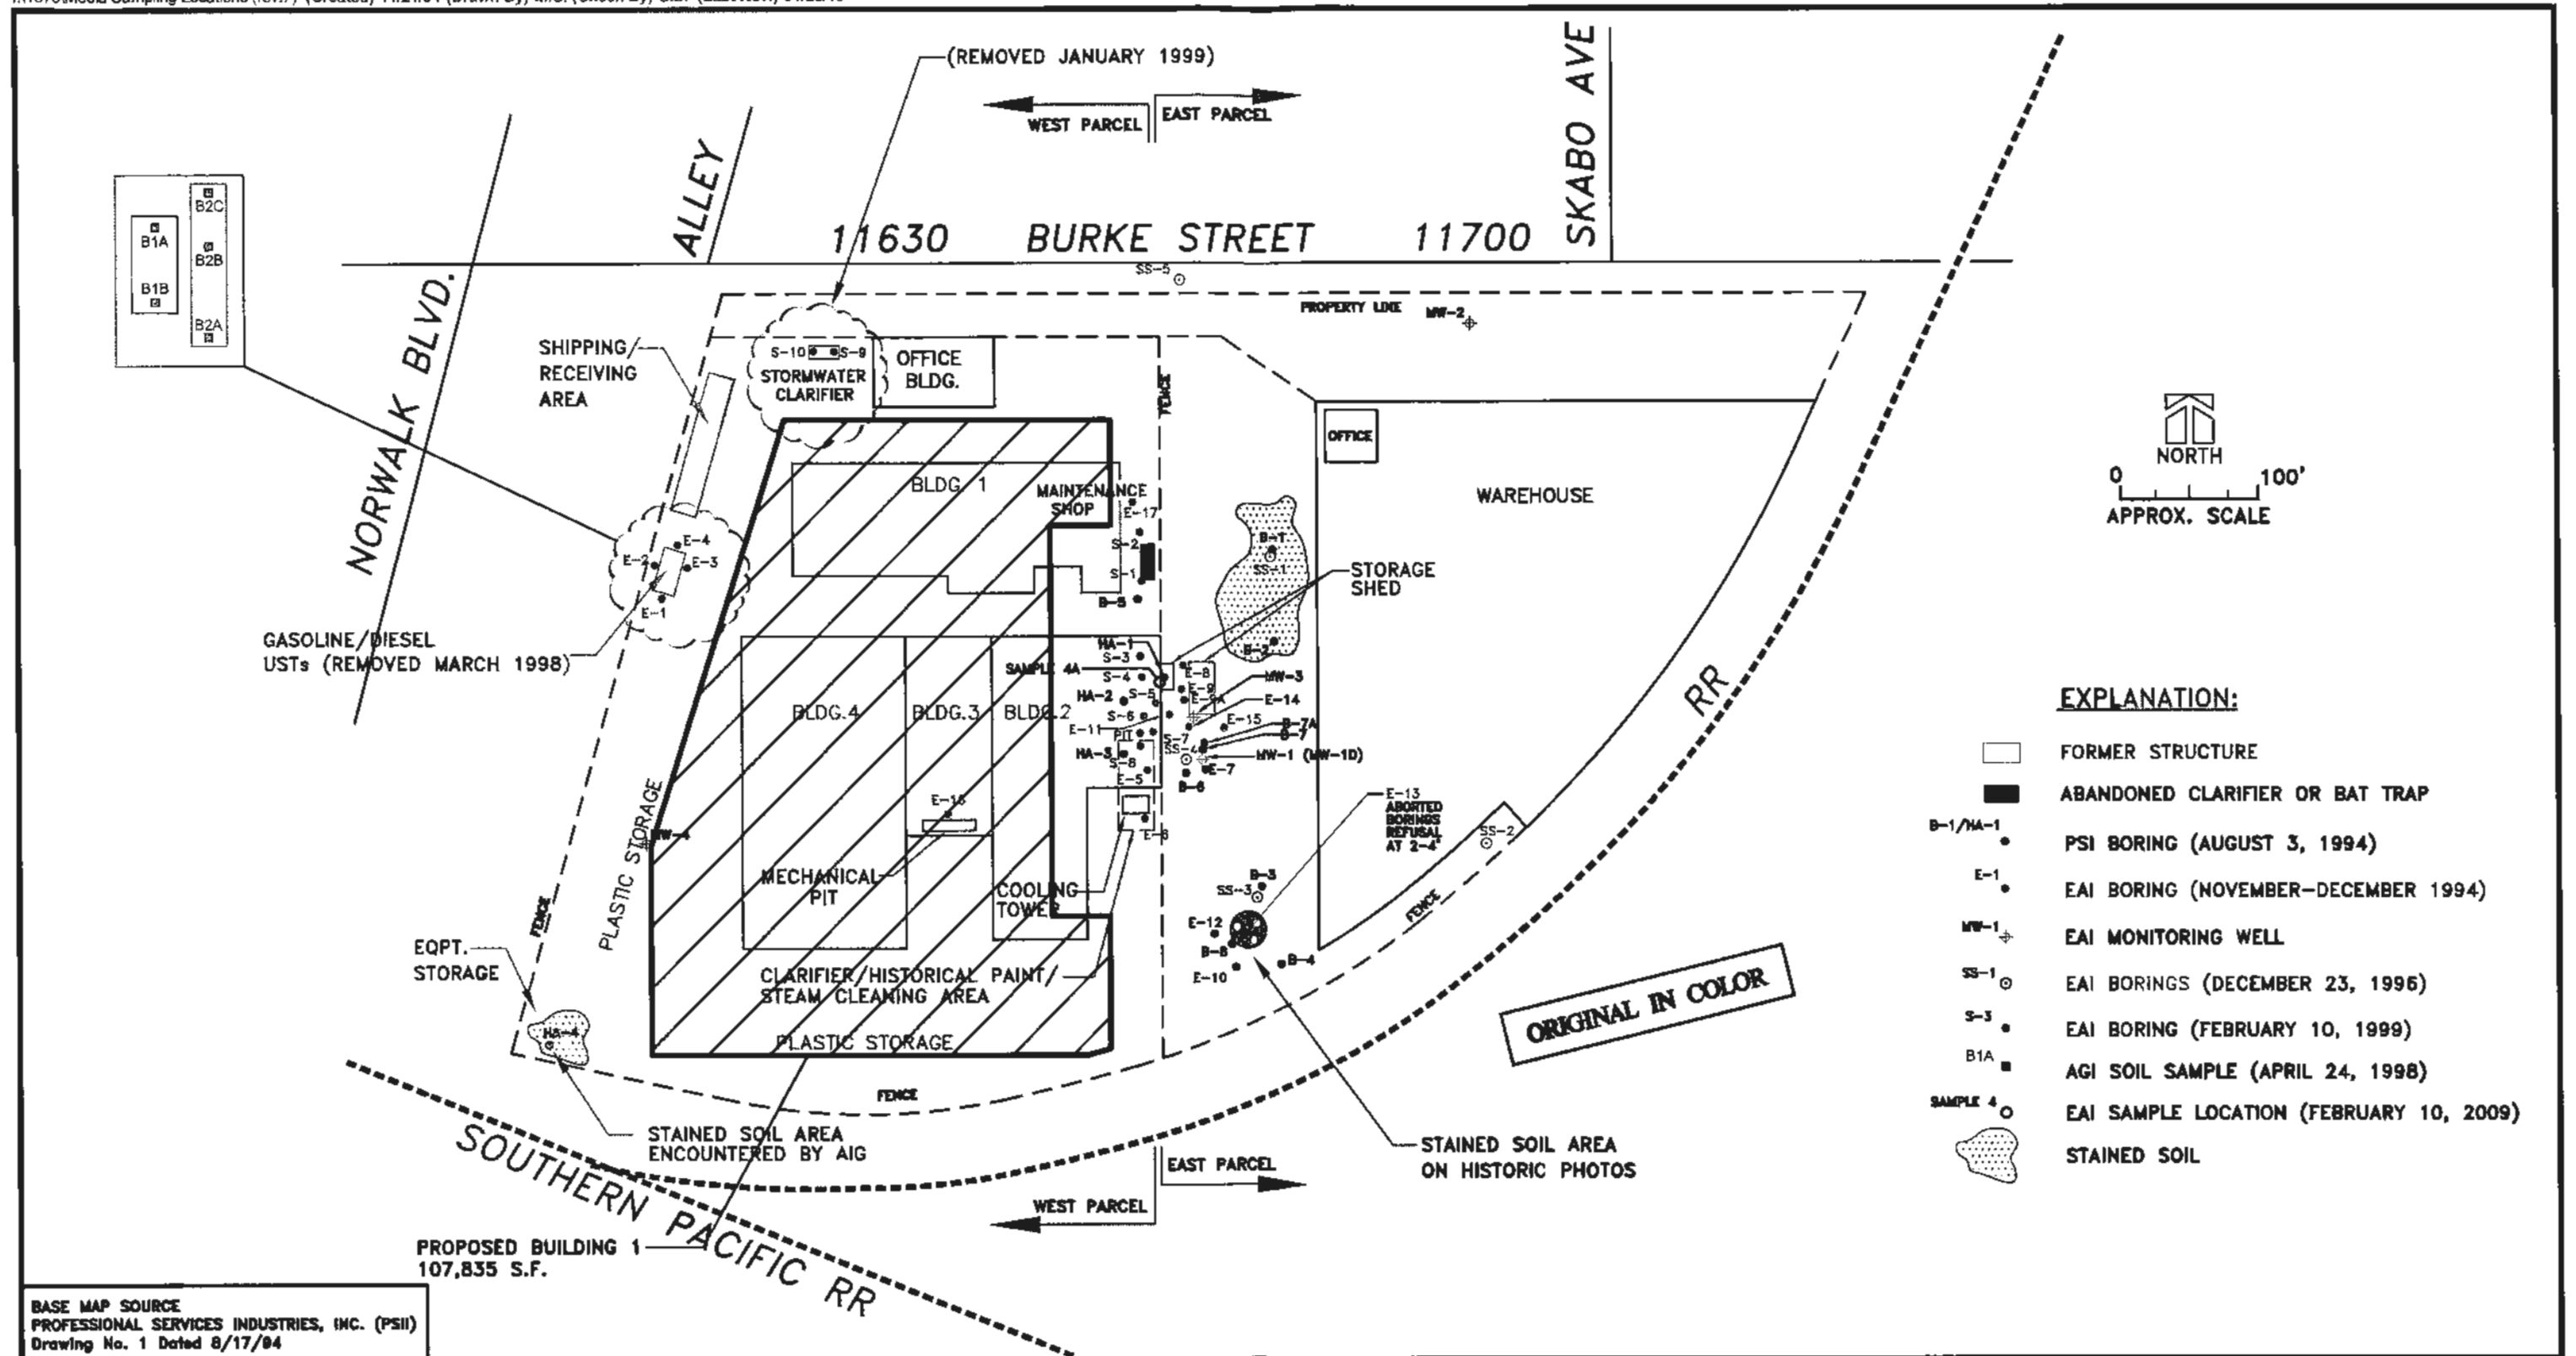 (REMOVED JANUARY 1999)
WEST PARCEL
EAST PARCEL
SKABO AVE
ALLEY
NORWALK BLVD.
11630 BURKE STREET 11700
B2C
B1A
B2B
B1B
B2A
SS-5
PROPERTY LINE
MW-2
SHIPPING/
RECEIVING
AREA
S-10
S-9
STORMWATER
CLARIFIER
OFFICE
BLDG.
FENCE
OFFICE
WAREHOUSE
NORTH
0 100'
APPROX. SCALE
BLDG. 1
MAINTENANCE
SHOP
E-17
S-2
S-1
B-5
B-1
SS-1
B-2
STORAGE
SHED
E-4
E-2
E-3
E-1
GASOLINE/DIESEL
USTs (REMOVED MARCH 1998)
HA-1
S-3
SAMPLE 4A
S-4
HA-2
S-5
S-6
E-11
PIT
HA-3
S-8
E-5
E-8
E-9
E-9A
MW-3
E-14
E-15
B-7A
B-7
S-7
SS-4
MW-1 (MW-1D)
E-7
B-6
E-6
BLDG.4
BLDG.3
BLDG.2
E-16
MECHANICAL
PIT
COOLING
TOWER
CLARIFIER/HISTORICAL PAINT/
STEAM CLEANING AREA
PLASTIC STORAGE
PLASTIC STORAGE
MW-4
FENCE
EQPT.
STORAGE
HA-4
STAINED SOIL AREA
ENCOUNTERED BY AIG
FENCE
E-13
ABORTED
BORINGS
REFUSAL
AT 2-4'
SS-2
B-3
SS-3
E-12
B-8
E-10
B-4
FENCE
RR
ORIGINAL IN COLOR
STAINED SOIL AREA
ON HISTORIC PHOTOS
EAST PARCEL
WEST PARCEL
SOUTHERN PACIFIC RR
PROPOSED BUILDING 1
107,835 S.F.
EXPLANATION:
FORMER STRUCTURE
ABANDONED CLARIFIER OR BAT TRAP
B-1/HA-1 PSI BORING (AUGUST 3, 1994)
E-1 EAI BORING (NOVEMBER-DECEMBER 1994)
MW-1 EAI MONITORING WELL
SS-1 EAI BORINGS (DECEMBER 23, 1996)
S-3 EAI BORING (FEBRUARY 10, 1999)
B1A AGI SOIL SAMPLE (APRIL 24, 1998)
SAMPLE 4 EAI SAMPLE LOCATION (FEBRUARY 10, 2009)
STAINED SOIL
BASE MAP SOURCE
PROFESSIONAL SERVICES INDUSTRIES, INC. (PSII)
Drawing No. 1 Dated 8/17/94